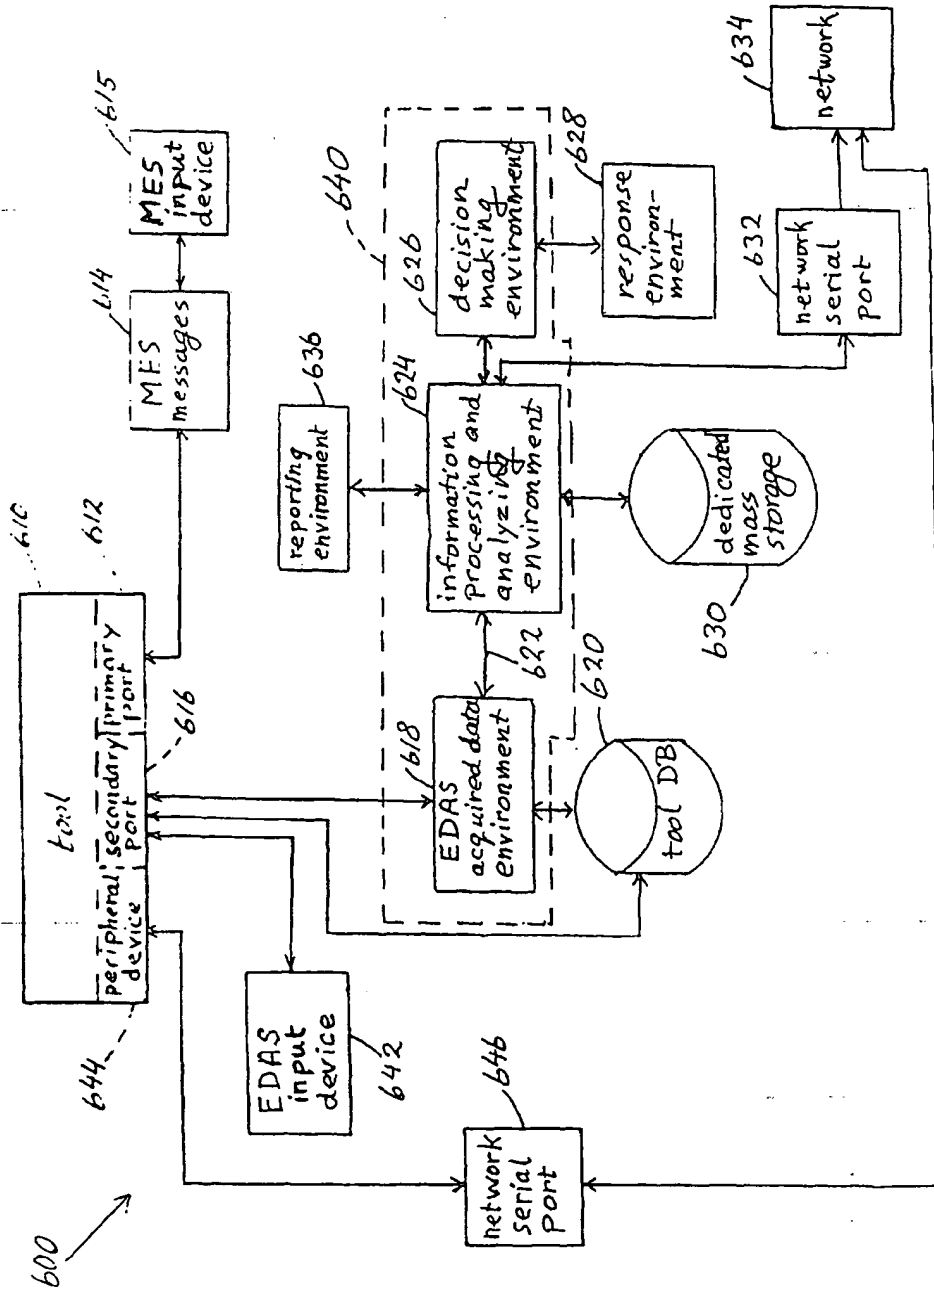 600
tool
610
peripheral
device
644
secondary
port
616
primary
port
612
MES
messages
614
MES
input
device
615
EDAS
input
device
642
network
serial
port
646
640
EDAS
acquired data
environment
618
622
information
processing and
analyzing
environment
624
decision
making
environment
626
reporting
environment
636
response
environ-
ment
628
tool DB
620
dedicated
mass
storage
630
network
serial
port
632
network
634